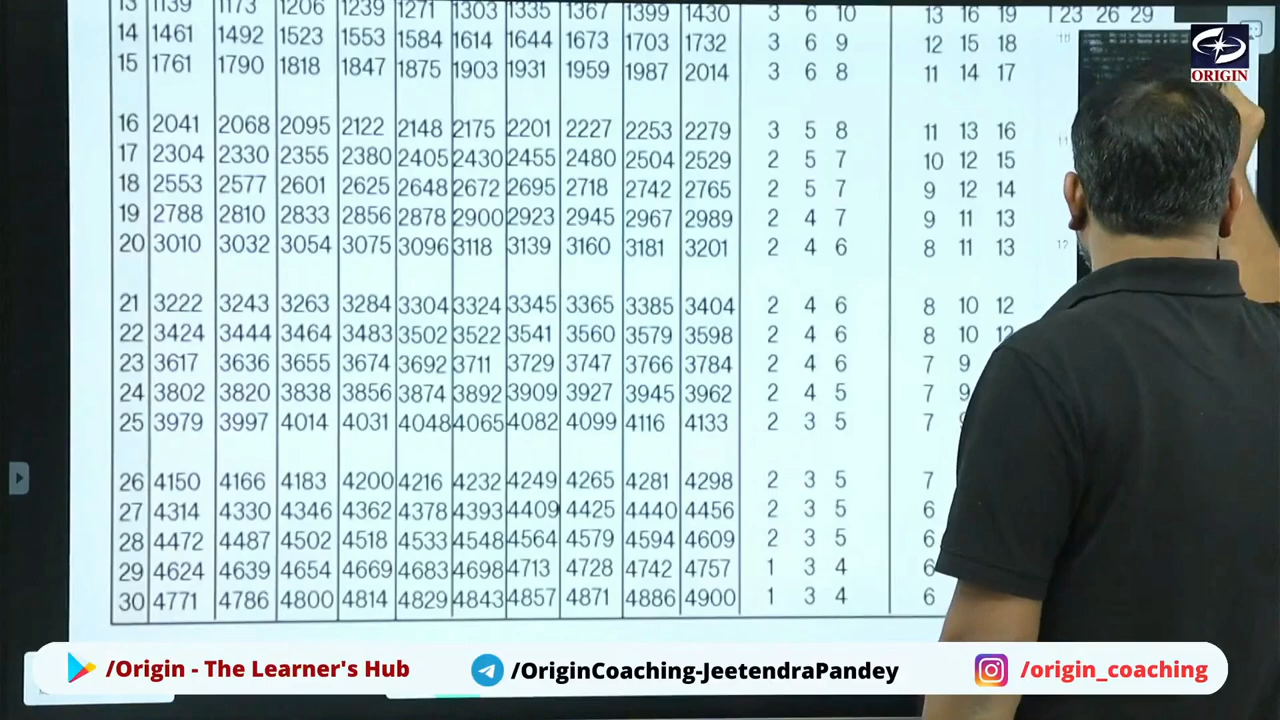 13 1139 1173 1206 1239 1271 1303 1335 1367 1399 1430 3 6 10 13 16 19 23 26 29
14 1461 1492 1523 1553 1584 1614 1644 1673 1703 1732 3 6 9 12 15 18
15 1761 1790 1818 1847 1875 1903 1931 1959 1987 2014 3 6 8 11 14 17
ORIGIN
16 2041 2068 2095 2122 2148 2175 2201 2227 2253 2279 3 5 8 11 13 16
17 2304 2330 2355 2380 2405 2430 2455 2480 2504 2529 2 5 7 10 12 15
18 2553 2577 2601 2625 2648 2672 2695 2718 2742 2765 2 5 7 9 12 14
19 2788 2810 2833 2856 2878 2900 2923 2945 2967 2989 2 4 7 9 11 13
20 3010 3032 3054 3075 3096 3118 3139 3160 3181 3201 2 4 6 8 11 13
12
21 3222 3243 3263 3284 3304 3324 3345 3365 3385 3404 2 4 6 8 10 12
22 3424 3444 3464 3483 3502 3522 3541 3560 3579 3598 2 4 6 8 10 12
23 3617 3636 3655 3674 3692 3711 3729 3747 3766 3784 2 4 6 7 9
24 3802 3820 3838 3856 3874 3892 3909 3927 3945 3962 2 4 5 7 9
25 3979 3997 4014 4031 4048 4065 4082 4099 4116 4133 2 3 5 7
26 4150 4166 4183 4200 4216 4232 4249 4265 4281 4298 2 3 5 7
27 4314 4330 4346 4362 4378 4393 4409 4425 4440 4456 2 3 5 6
28 4472 4487 4502 4518 4533 4548 4564 4579 4594 4609 2 3 5 6
29 4624 4639 4654 4669 4683 4698 4713 4728 4742 4757 1 3 4 6
30 4771 4786 4800 4814 4829 4843 4857 4871 4886 4900 1 3 4 6
/Origin - The Learner's Hub /OriginCoaching-JeetendraPandey /origin_coaching